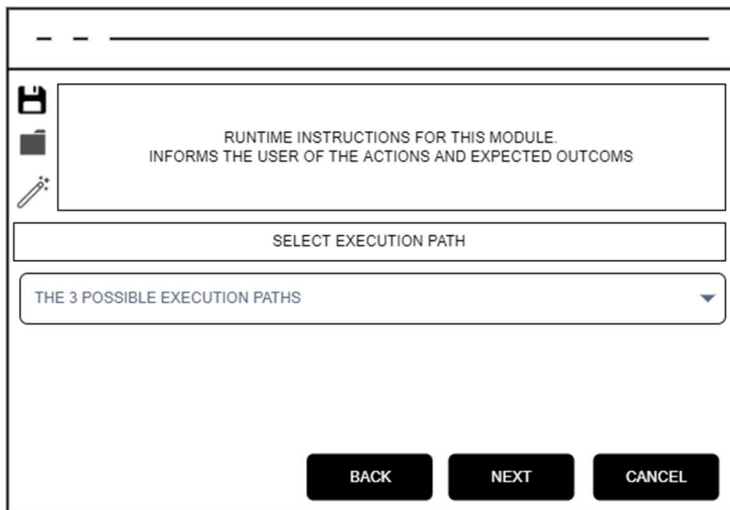 RUNTIME INSTRUCTIONS FOR THIS MODULE.
INFORMS THE USER OF THE ACTIONS AND EXPECTED OUTCOMS
SELECT EXECUTION PATH
THE 3 POSSIBLE EXECUTION PATHS
BACK NEXT CANCEL